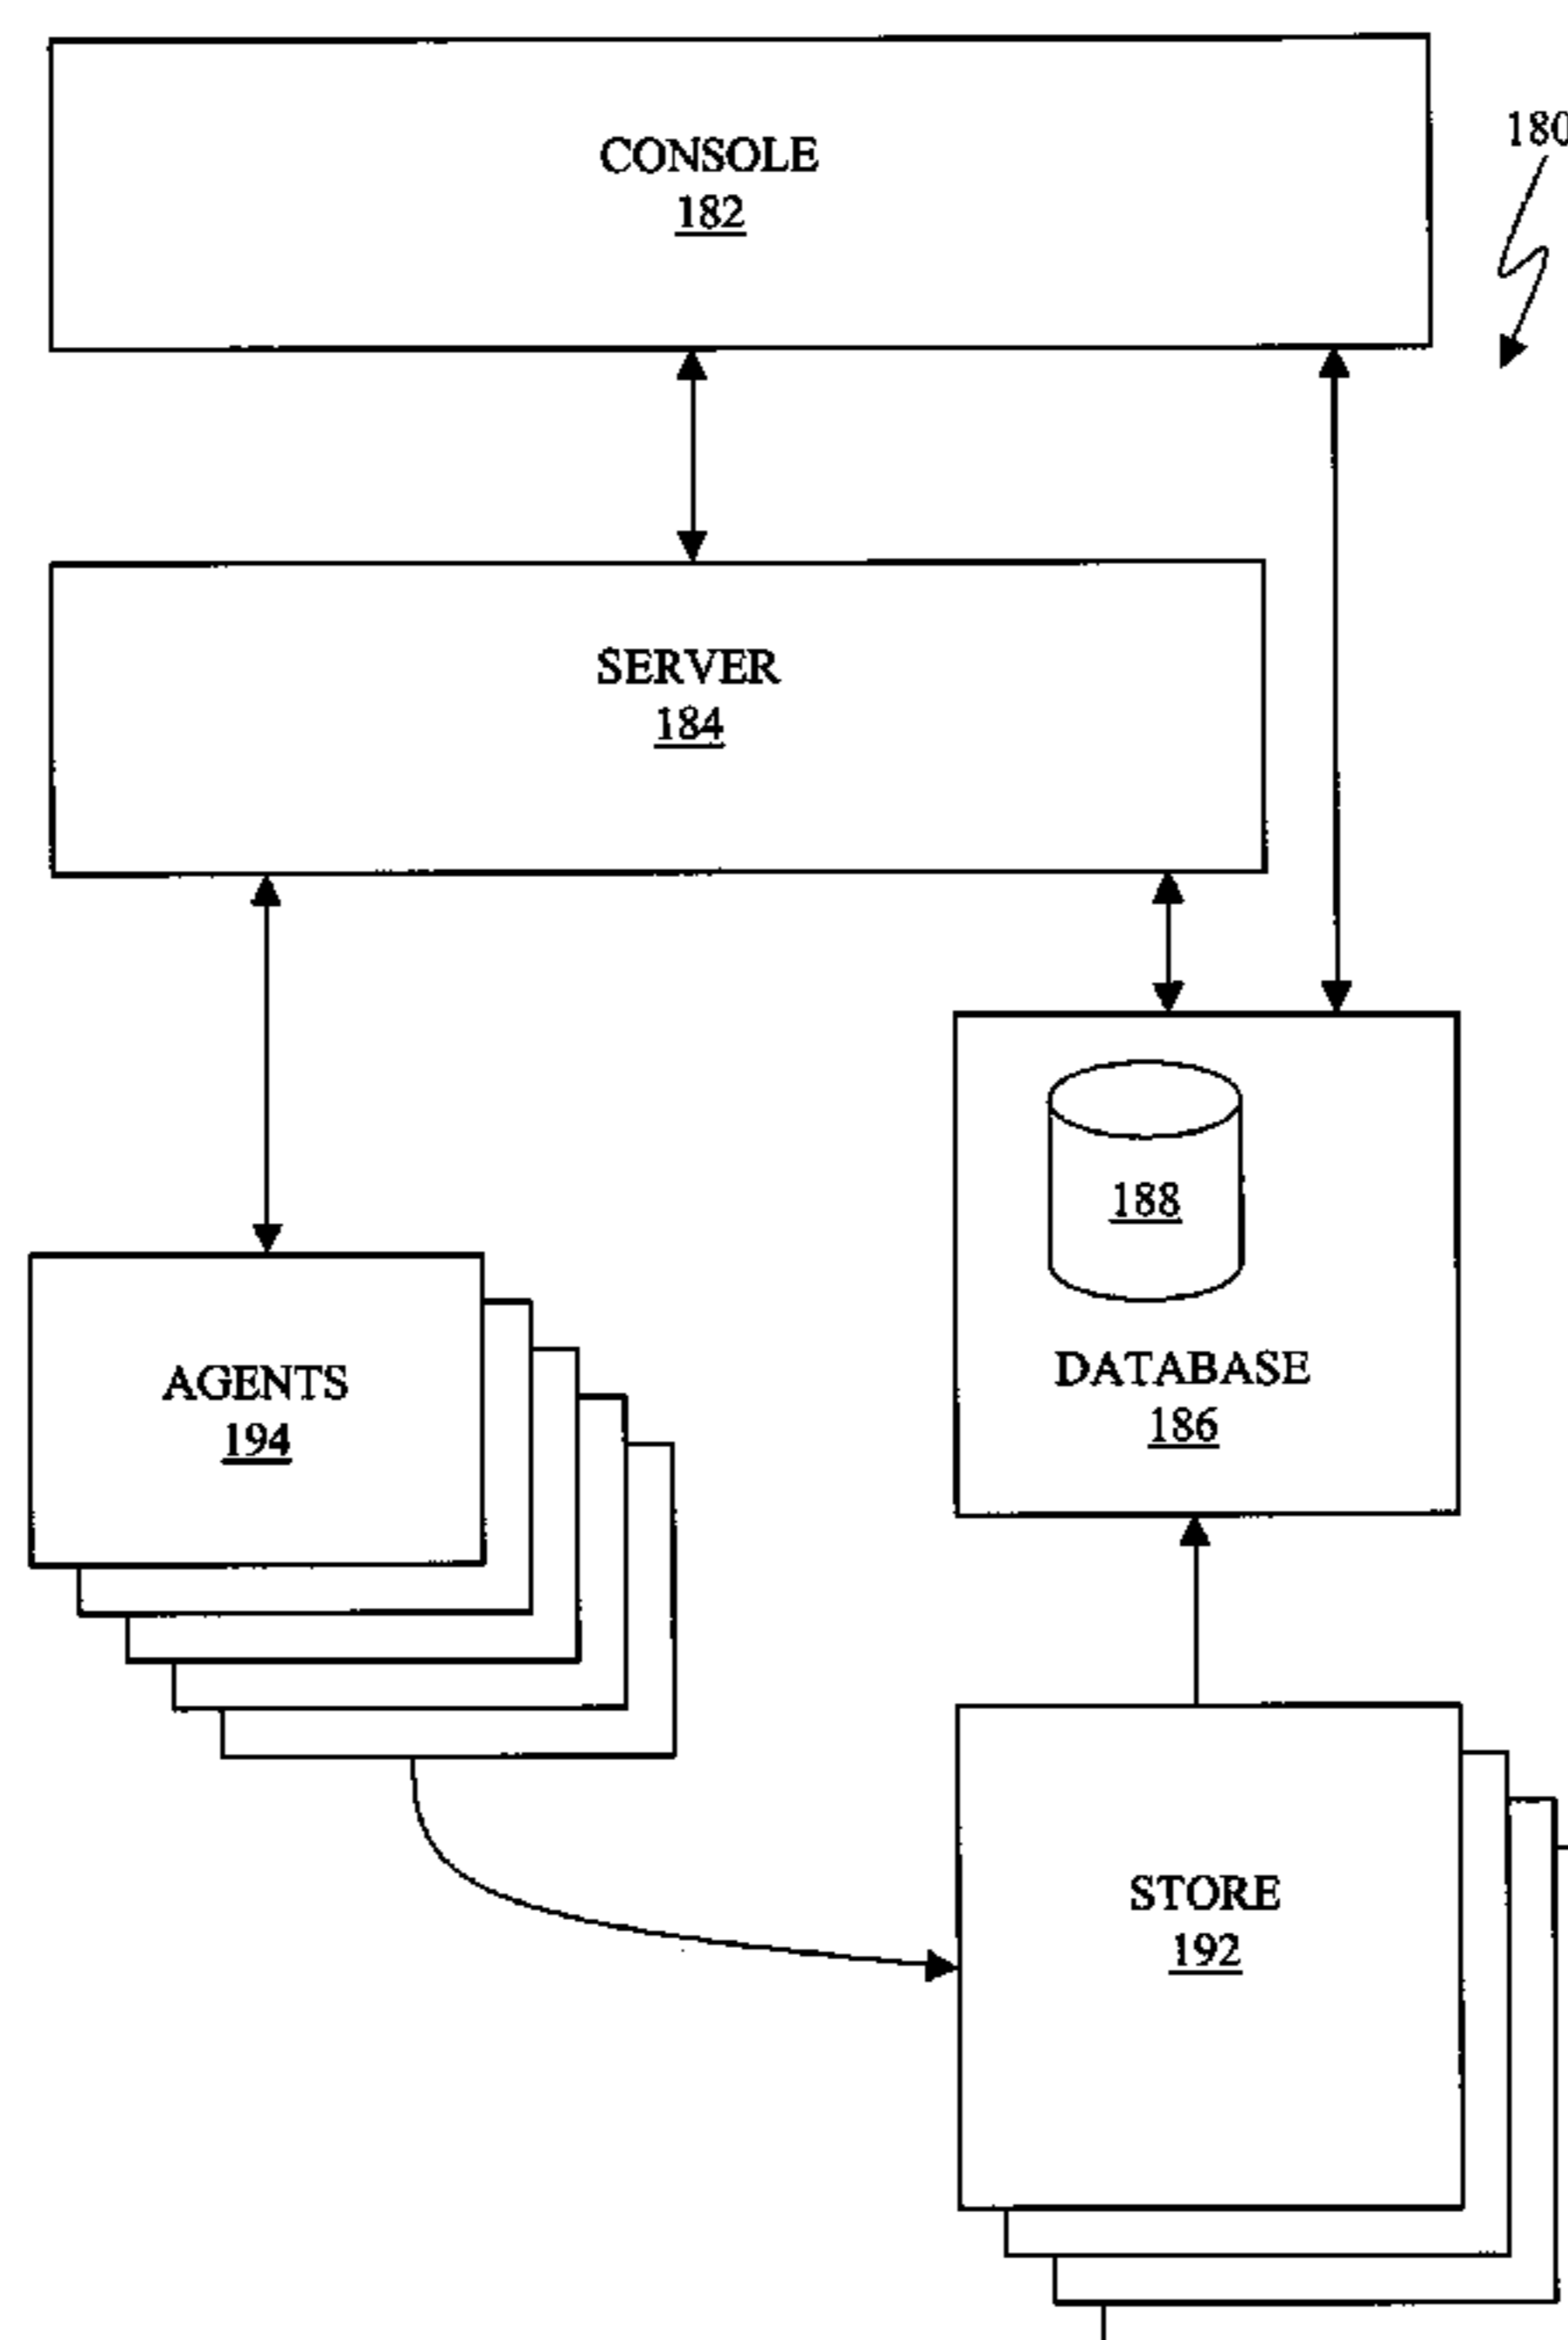 CONSOLE
182
180
SERVER
184
188
DATABASE
186
AGENTS
194
STORE
192